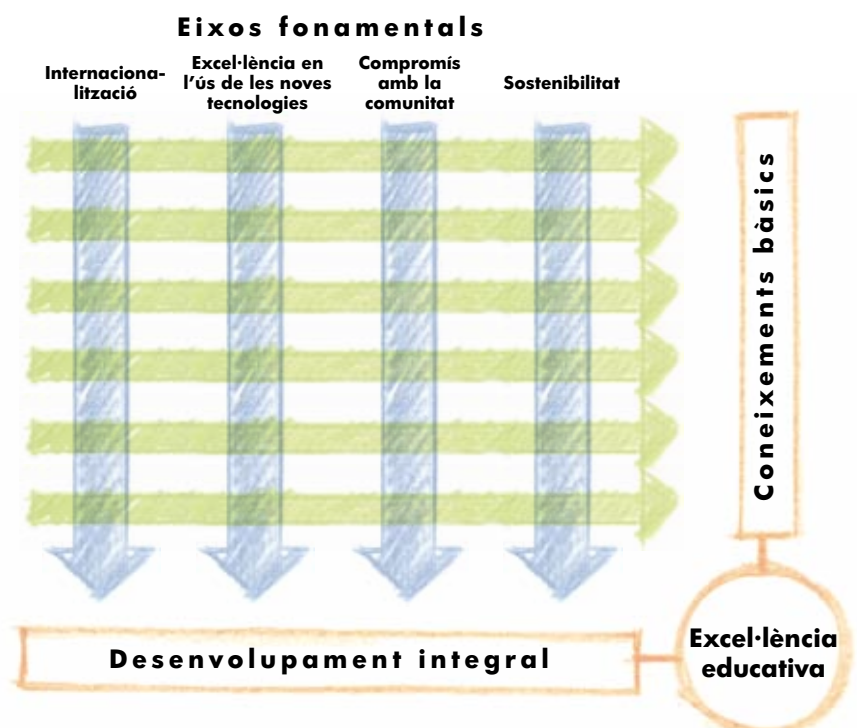 Eixos fonamentals
Internaciona-
lització
Excel·lència en
l'ús de les noves
tecnologies
Compromís
amb la
comunitat
Sostenibilitat
Coneixements bàsics
Desenvolupament integral
Excel·lència
educativa